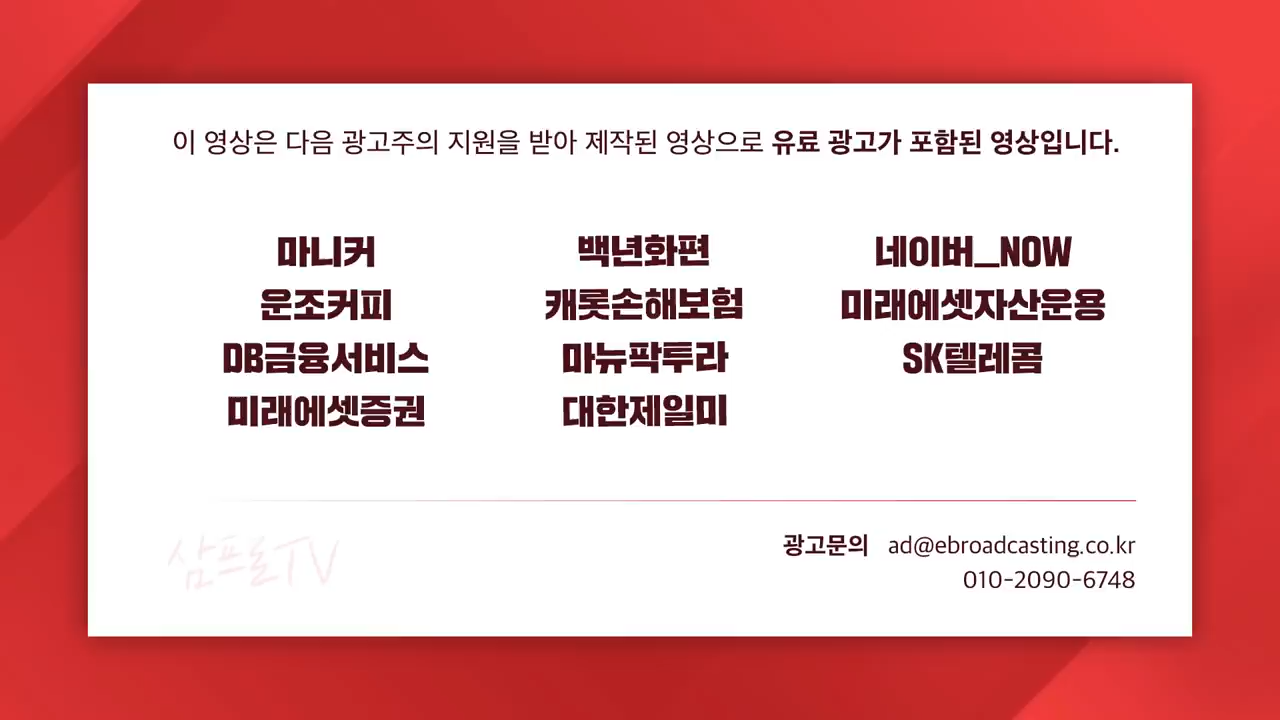 이 영상은 다음 광고주의 지원을 받아 제작된 영상으로 유료 광고가 포함된 영상입니다.
마니커 백년화편 네이버_NOW
운조커피 캐롯손해보험 미래에셋자산운용
DB금융서비스 마뉴팍투라 SK텔레콤
미래에셋증권 대한제일미
삼프로TV
광고문의 ad@ebroadcasting.co.kr
010-2090-6748